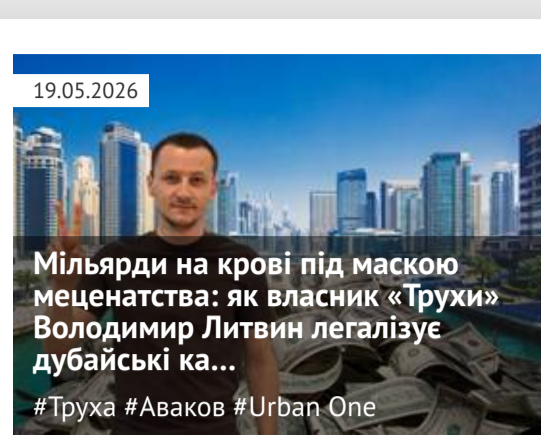 19.05.2026
Мільярди на крові під маскою
меценатства: як власник «Трухи»
Володимир Литвин легалізує
дубайські ка...
#Труха #Аваков #Urban One